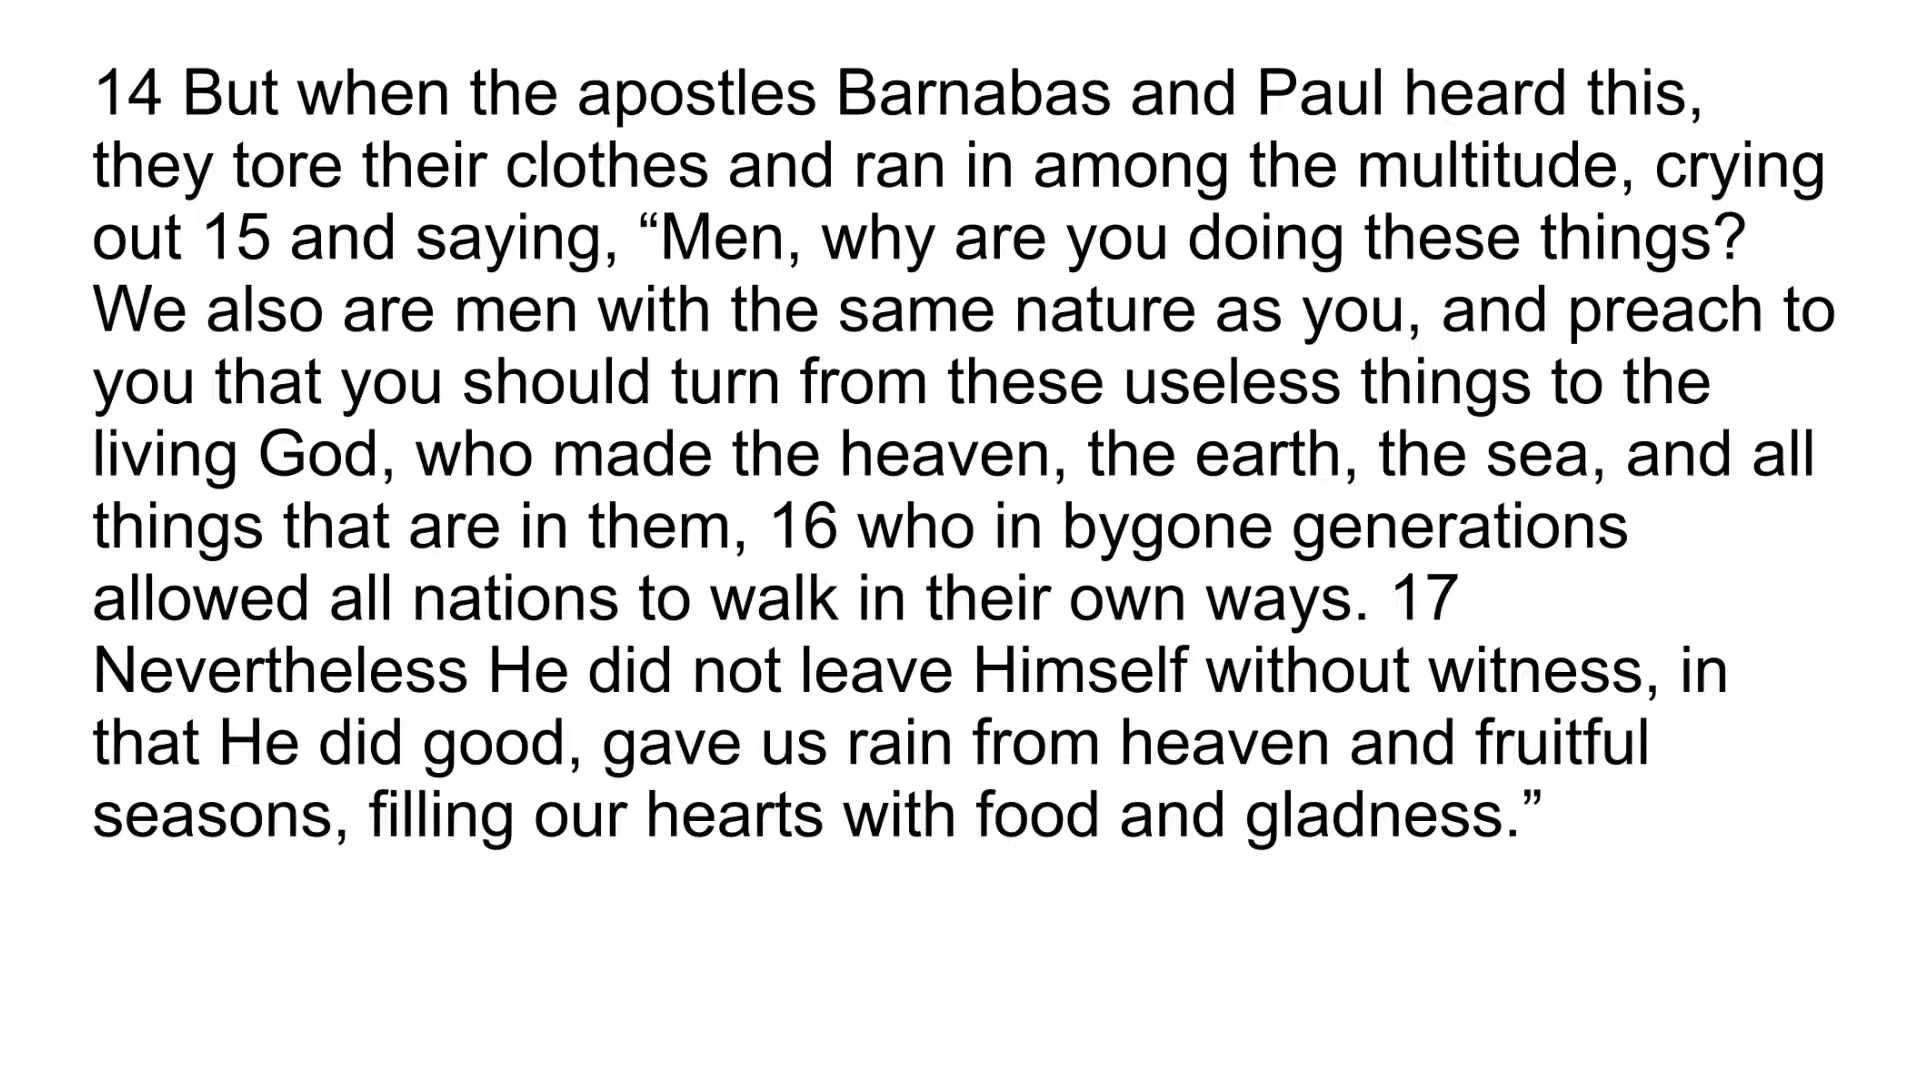 14 But when the apostles Barnabas and Paul heard this,
they tore their clothes and ran in among the multitude, crying
out 15 and saying, “Men, why are you doing these things?
We also are men with the same nature as you, and preach to
you that you should turn from these useless things to the
living God, who made the heaven, the earth, the sea, and all
things that are in them, 16 who in bygone generations
allowed all nations to walk in their own ways. 17
Nevertheless He did not leave Himself without witness, in
that He did good, gave us rain from heaven and fruitful
seasons, filling our hearts with food and gladness.”